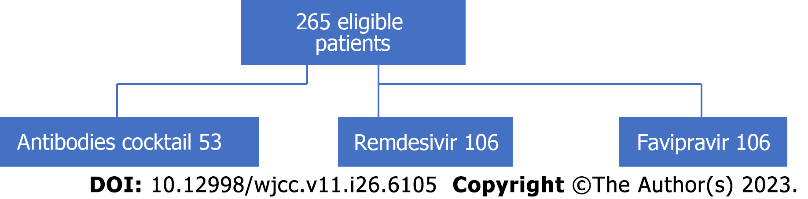 265 eligible
patients
Antibodies cocktail 53
Remdesivir 106
Favipravir 106
DOI: 10.12998/wjcc.v11.i26.6105 Copyright ©The Author(s) 2023.